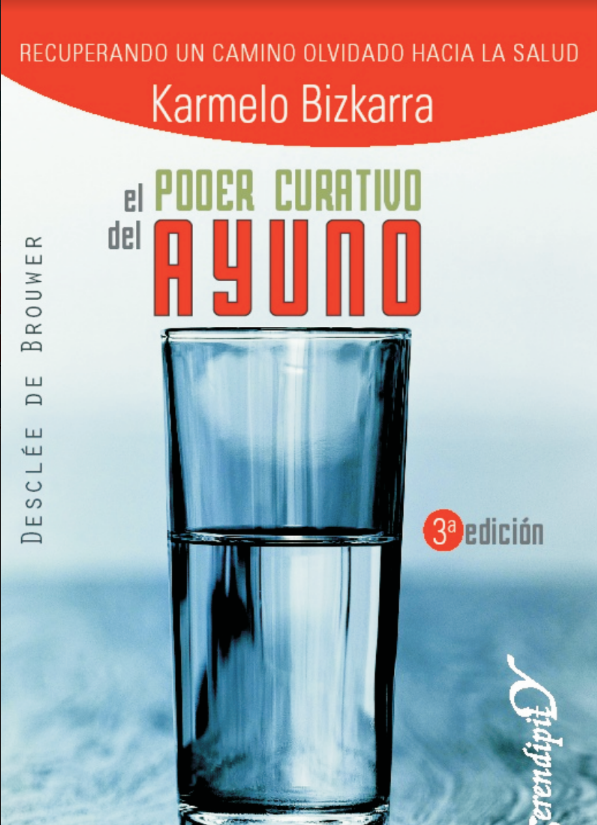 RECUPERANDO UN CAMINO OLVIDADO HACIA LA SALUD
Karmelo Bizkarra
el PODER CURATIVO
del AYUNO
DESCLÉE DE BROUWER
3ª edición